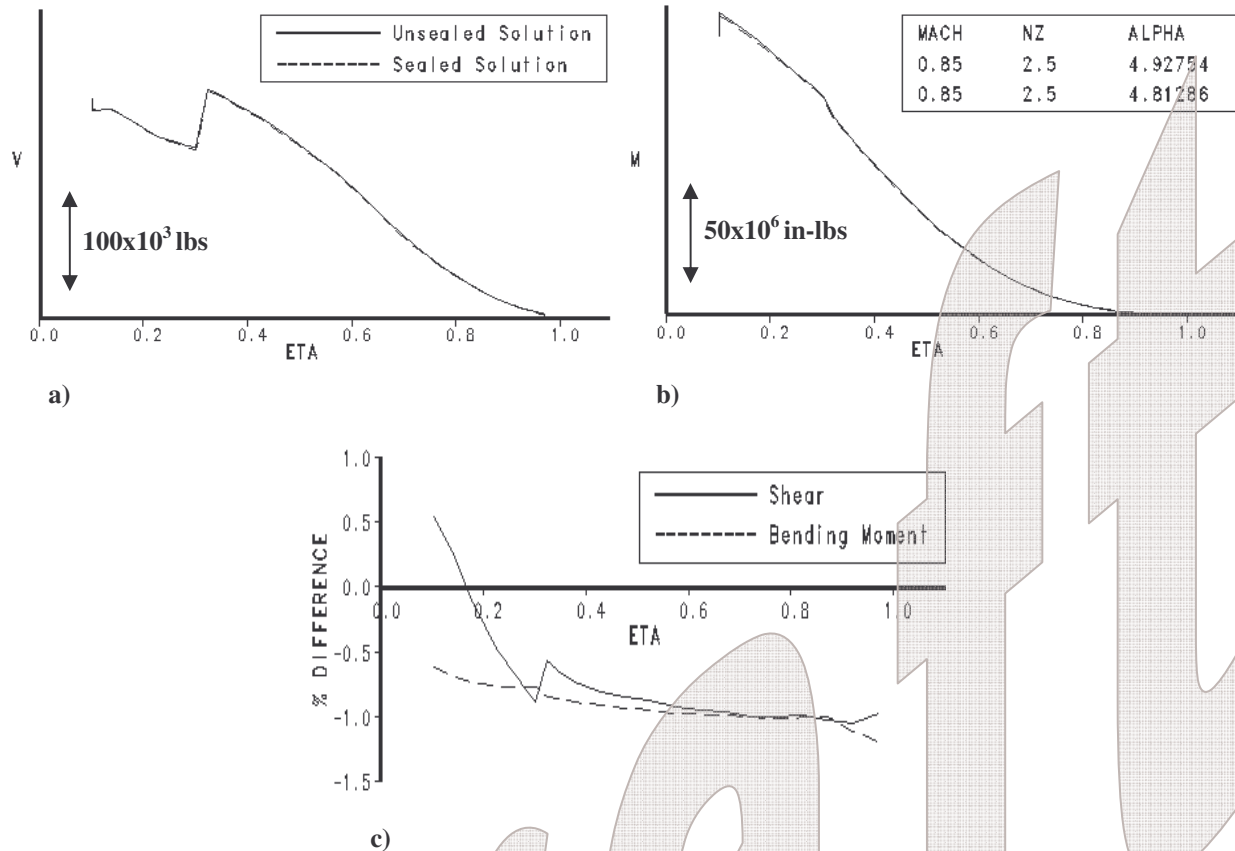 V
Unsealed Solution
Sealed Solution
100x10³ lbs
0.0 0.2 0.4 0.6 0.8 1.0
ETA
a)
M
MACH NZ ALPHA
0.85 2.5 4.92754
0.85 2.5 4.81286
50x10⁶ in-lbs
0.0 0.2 0.4 0.6 0.8 1.0
ETA
b)
% DIFFERENCE
1.0
0.5
0.0
-0.5
-1.0
-1.5
Shear
Bending Moment
0.0 0.2 0.4 0.6 0.8 1.0
ETA
c)